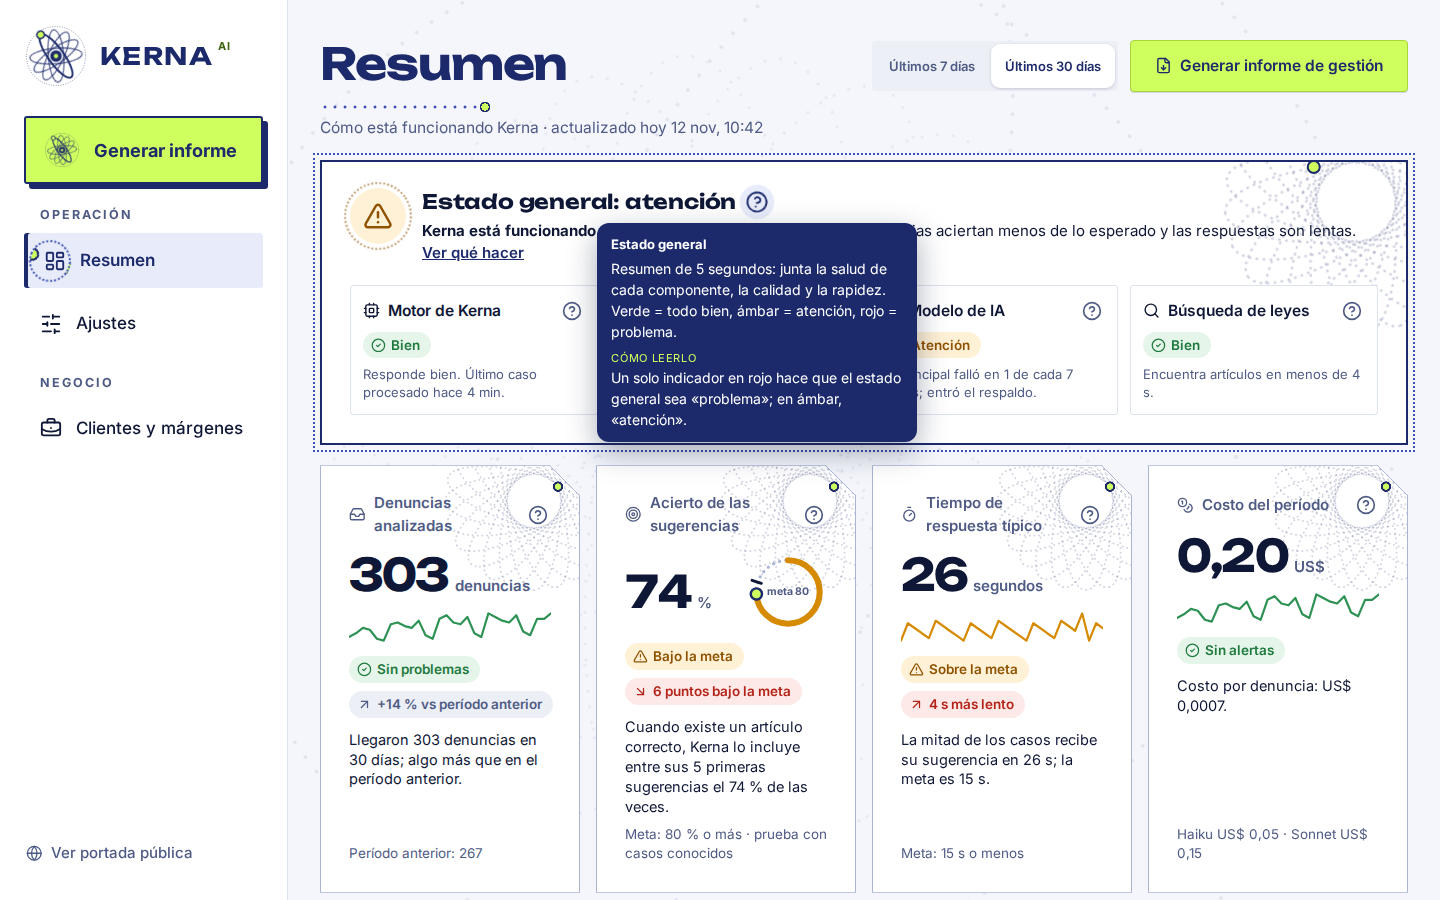 KERNA AI
Generar informe
OPERACIÓN
Resumen
Ajustes
NEGOCIO
Clientes y márgenes
Ver portada pública
Resumen
Últimos 7 días
Últimos 30 días
Generar informe de gestión
Cómo está funcionando Kerna · actualizado hoy 12 nov, 10:42
Estado general: atención
Kerna está funcionando
aciertan menos de lo esperado y las respuestas son lentas.
Ver qué hacer
Estado general
Resumen de 5 segundos: junta la salud de
cada componente, la calidad y la rapidez.
Verde = todo bien, ámbar = atención, rojo =
problema.
CÓMO LEERLO
Un solo indicador en rojo hace que el estado
general sea «problema»; en ámbar,
«atención».
Motor de Kerna
Bien
Responde bien. Último caso
procesado hace 4 min.
Modelo de IA
Atención
falló en 1 de cada 7
entró el respaldo.
Búsqueda de leyes
Bien
Encuentra artículos en menos de 4
s.
Denuncias
analizadas
303 denuncias
Sin problemas
+14 % vs período anterior
Llegaron 303 denuncias en
30 días; algo más que en el
período anterior.
Período anterior: 267
Acierto de las
sugerencias
74 %
meta 80
Bajo la meta
6 puntos bajo la meta
Cuando existe un artículo
correcto, Kerna lo incluye
entre sus 5 primeras
sugerencias el 74 % de las
veces.
Meta: 80 % o más · prueba con
casos conocidos
Tiempo de
respuesta típico
26 segundos
Sobre la meta
4 s más lento
La mitad de los casos recibe
su sugerencia en 26 s; la
meta es 15 s.
Meta: 15 s o menos
Costo del período
0,20 US$
Sin alertas
Costo por denuncia: US$
0,0007.
Haiku US$ 0,05 · Sonnet US$
0,15